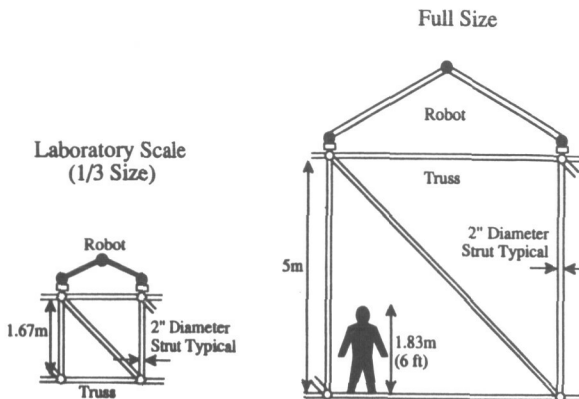 Full Size
Robot
Truss
2" Diameter
Strut Typical
5m
1.83m
(6 ft)
Laboratory Scale
(1/3 Size)
Robot
1.67m
2" Diameter
Strut Typical
Truss